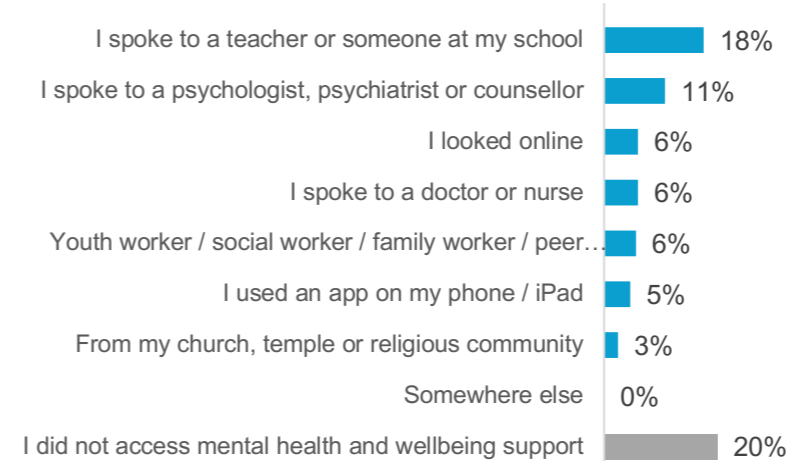 I spoke to a teacher or someone at my school 18%
I spoke to a psychologist, psychiatrist or counsellor 11%
I looked online 6%
I spoke to a doctor or nurse 6%
Youth worker / social worker / family worker / peer… 6%
I used an app on my phone / iPad 5%
From my church, temple or religious community 3%
Somewhere else 0%
I did not access mental health and wellbeing support 20%